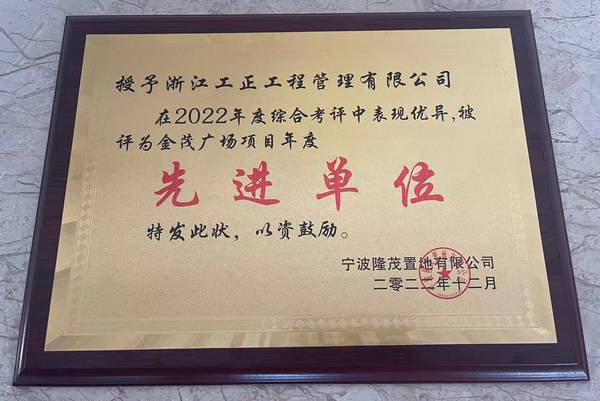 授予浙江工正工程管理有限公司
在2022年度综合考评中表现优异,被
评为金茂广场项目年度
先进单位
特发此状，以资鼓励。
宁波隆茂置地有限公司
二零二二年十二月